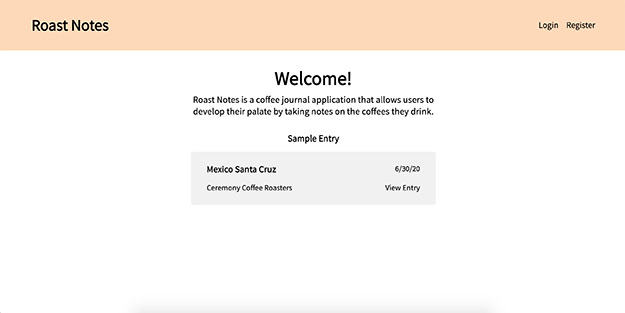 Roast Notes
Login Register
Welcome!
Roast Notes is a coffee journal application that allows users to
develop their palate by taking notes on the coffees they drink.
Sample Entry
Mexico Santa Cruz 6/30/20
Ceremony Coffee Roasters View Entry